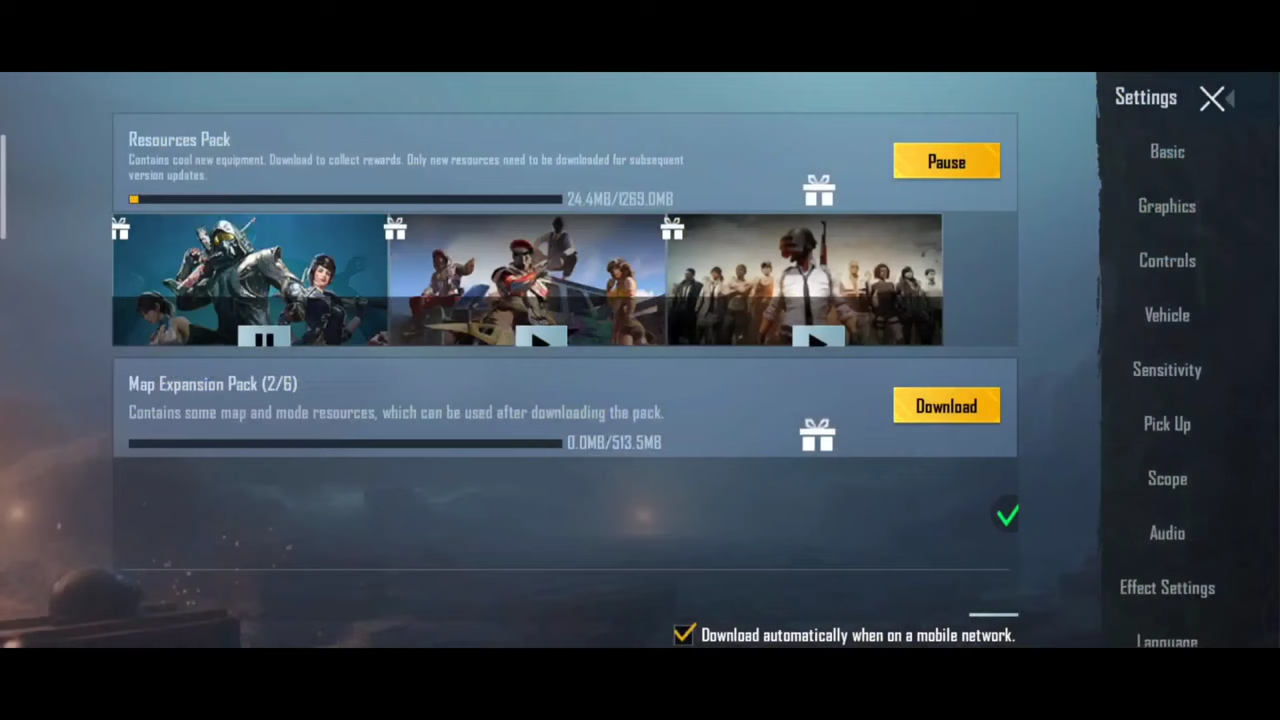 Settings
Resources Pack
Contains cool new equipment. Download to collect rewards. Only new resources need to be downloaded for subsequent
version updates.
24.4MB/1269.0MB
Pause
Map Expansion Pack (2/6)
Contains some map and mode resources, which can be used after downloading the pack.
0.0MB/513.5MB
Download
Download automatically when on a mobile network.
Basic
Graphics
Controls
Vehicle
Sensitivity
Pick Up
Scope
Audio
Effect Settings
Language